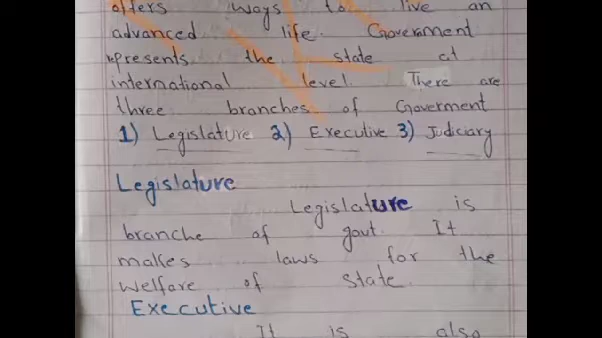 offers ways to live an
advanced life. Government
represents the state at
international level. There are
three branches of Goverment
1) Legislature 2) Executive 3) Judiciary
Legislature
Legislature is
branche of govt. It
makes laws for the
welfare of state.
Executive
It is also